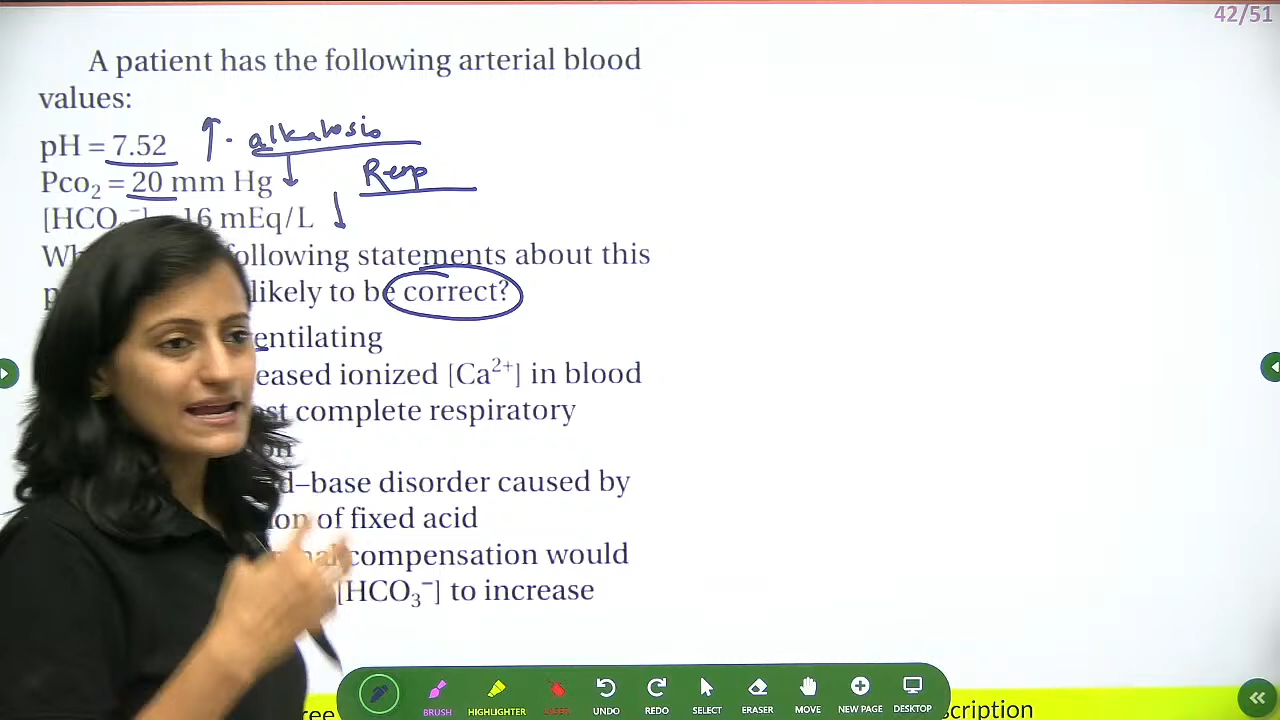 42/51
A patient has the following arterial blood
values:
pH = 7.52 ↑ · alkalosis
Pco₂ = 20 mm Hg ↓ Resp
[HCO 16 mEq/L ↓
following statements about this
likely to be correct?
entilating
eased ionized [Ca²⁺] in blood
complete respiratory
–base disorder caused by
of fixed acid
compensation would
[HCO₃⁻] to increase
BRUSH HIGHLIGHTER LASER UNDO REDO SELECT ERASER MOVE NEW PAGE DESKTOP
ree scription